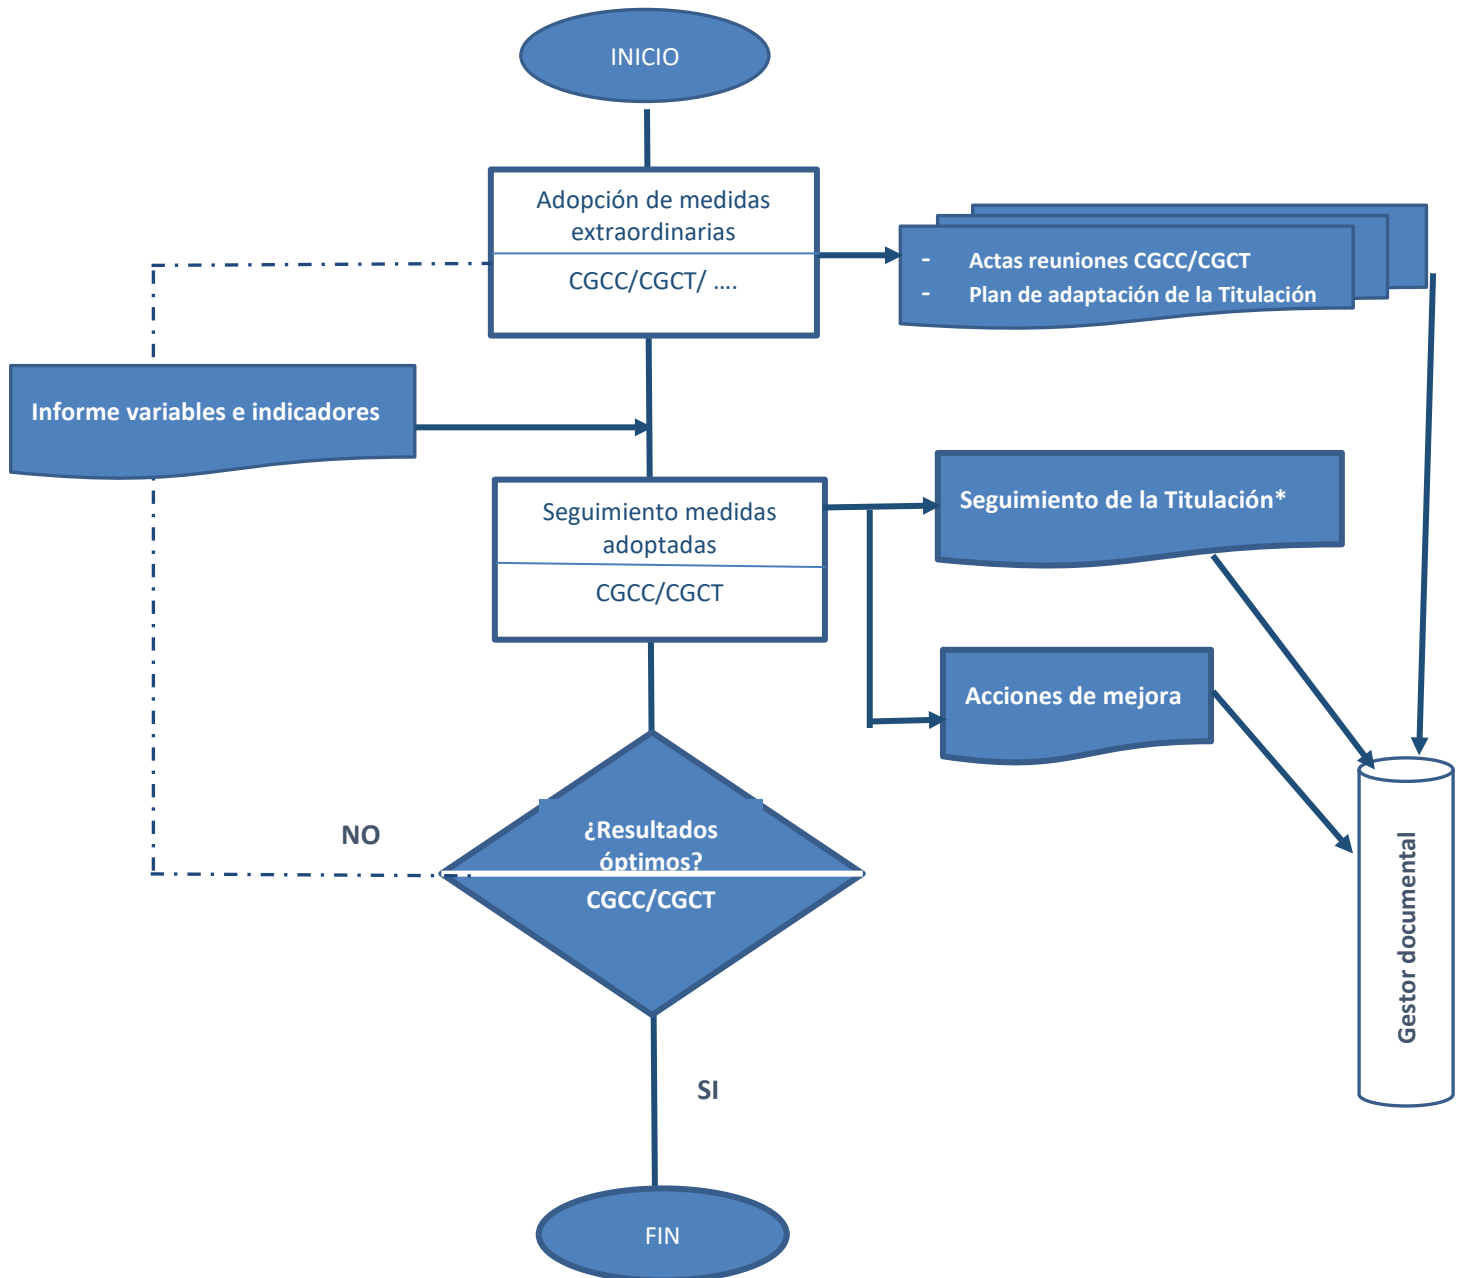 INICIO
Adopción de medidas
extraordinarias
CGCC/CGCT/ ....
- Actas reuniones CGCC/CGCT
- Plan de adaptación de la Titulación
Informe variables e indicadores
Seguimiento medidas
adoptadas
CGCC/CGCT
Seguimiento de la Titulación*
Acciones de mejora
NO
¿Resultados
óptimos?
CGCC/CGCT
Gestor documental
SI
FIN